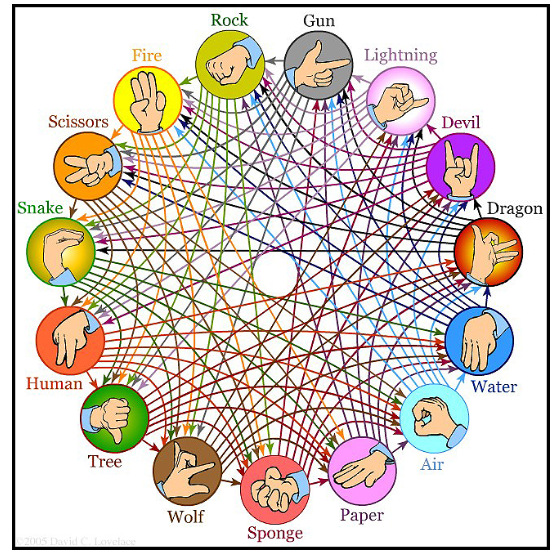 Rock
Gun
Fire
Lightning
Scissors
Devil
Snake
Dragon
Human
Water
Tree
Air
Wolf
Paper
Sponge
©2005 David C. Lovelace